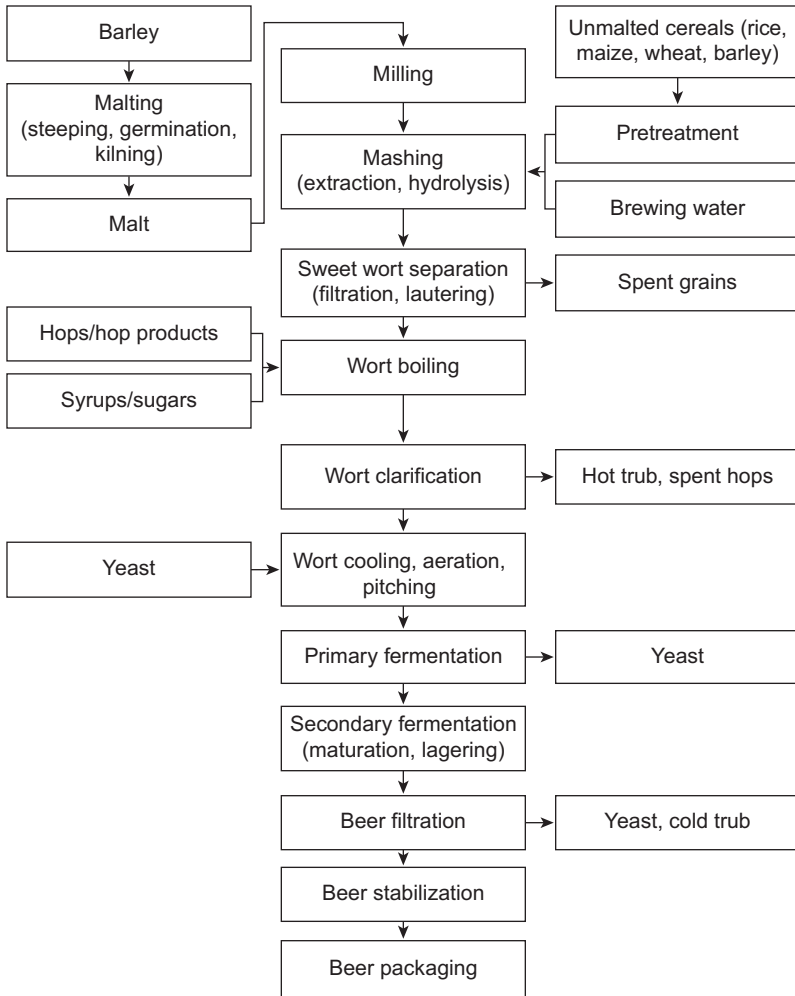 Barley
Malting
(steeping, germination,
kilning)
Malt
Milling
Unmalted cereals (rice,
maize, wheat, barley)
Pretreatment
Mashing
(extraction, hydrolysis)
Brewing water
Sweet wort separation
(filtration, lautering)
Spent grains
Hops/hop products
Syrups/sugars
Wort boiling
Wort clarification
Hot trub, spent hops
Yeast
Wort cooling, aeration,
pitching
Primary fermentation
Yeast
Secondary fermentation
(maturation, lagering)
Beer filtration
Yeast, cold trub
Beer stabilization
Beer packaging